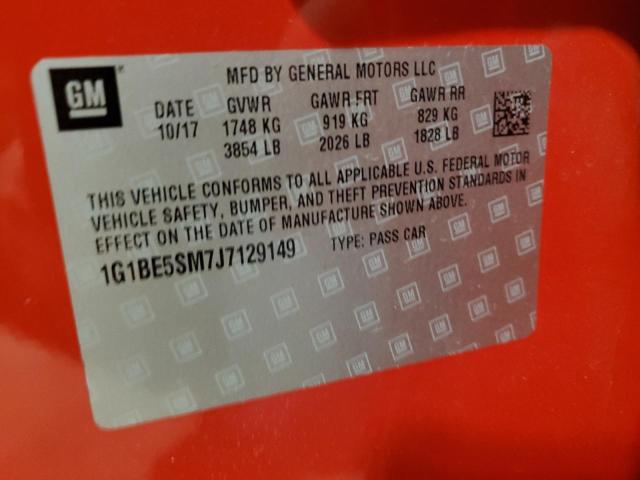 GM
MFD BY GENERAL MOTORS LLC
DATE GVWR GAWR FRT GAWR RR
10/17 1748 KG 919 KG 829 KG
3854 LB 2026 LB 1828 LB
THIS VEHICLE CONFORMS TO ALL APPLICABLE U.S. FEDERAL MOTOR
VEHICLE SAFETY, BUMPER, AND THEFT PREVENTION STANDARDS IN
EFFECT ON THE DATE OF MANUFACTURE SHOWN ABOVE.
1G1BE5SM7J7129149 TYPE: PASS CAR